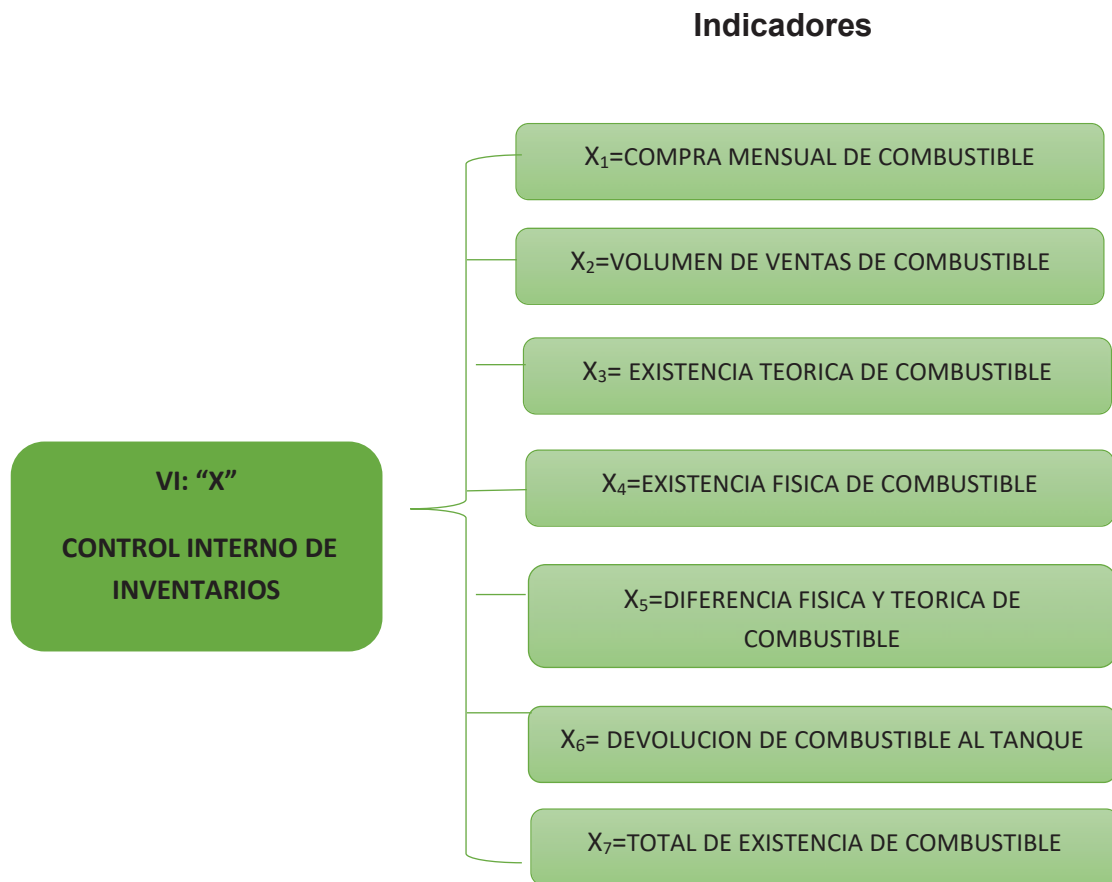 Indicadores
X₁=COMPRA MENSUAL DE COMBUSTIBLE
X₂=VOLUMEN DE VENTAS DE COMBUSTIBLE
X₃= EXISTENCIA TEORICA DE COMBUSTIBLE
VI: “X”
CONTROL INTERNO DE
INVENTARIOS
X₄=EXISTENCIA FISICA DE COMBUSTIBLE
X₅=DIFERENCIA FISICA Y TEORICA DE
COMBUSTIBLE
X₆= DEVOLUCION DE COMBUSTIBLE AL TANQUE
X₇=TOTAL DE EXISTENCIA DE COMBUSTIBLE